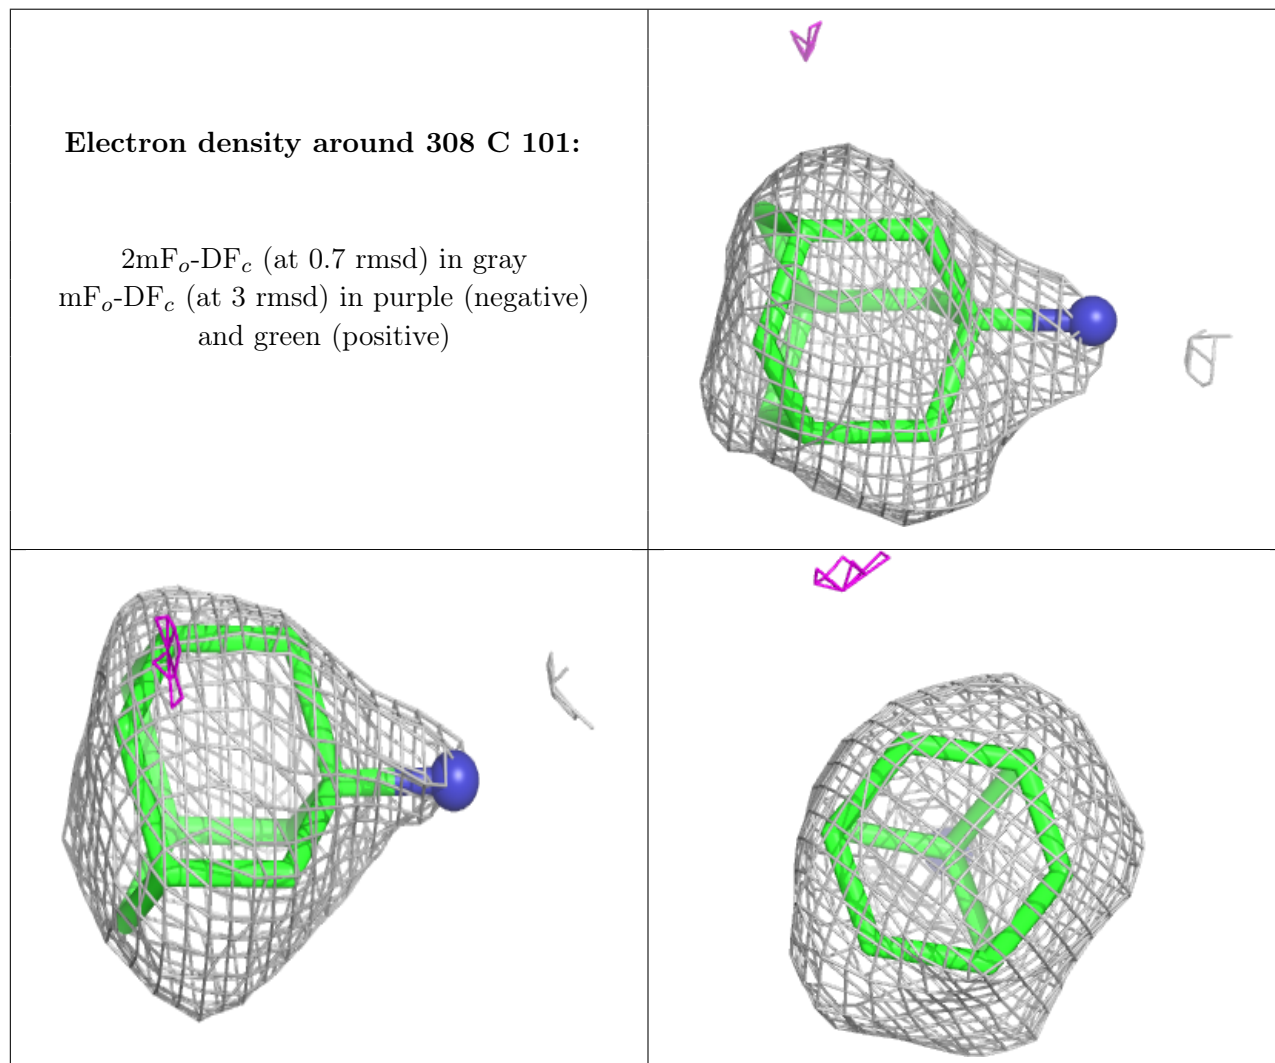 Electron density around 308 C 101:
2mFo-DFc (at 0.7 rmsd) in gray
mFo-DFc (at 3 rmsd) in purple (negative)
and green (positive)